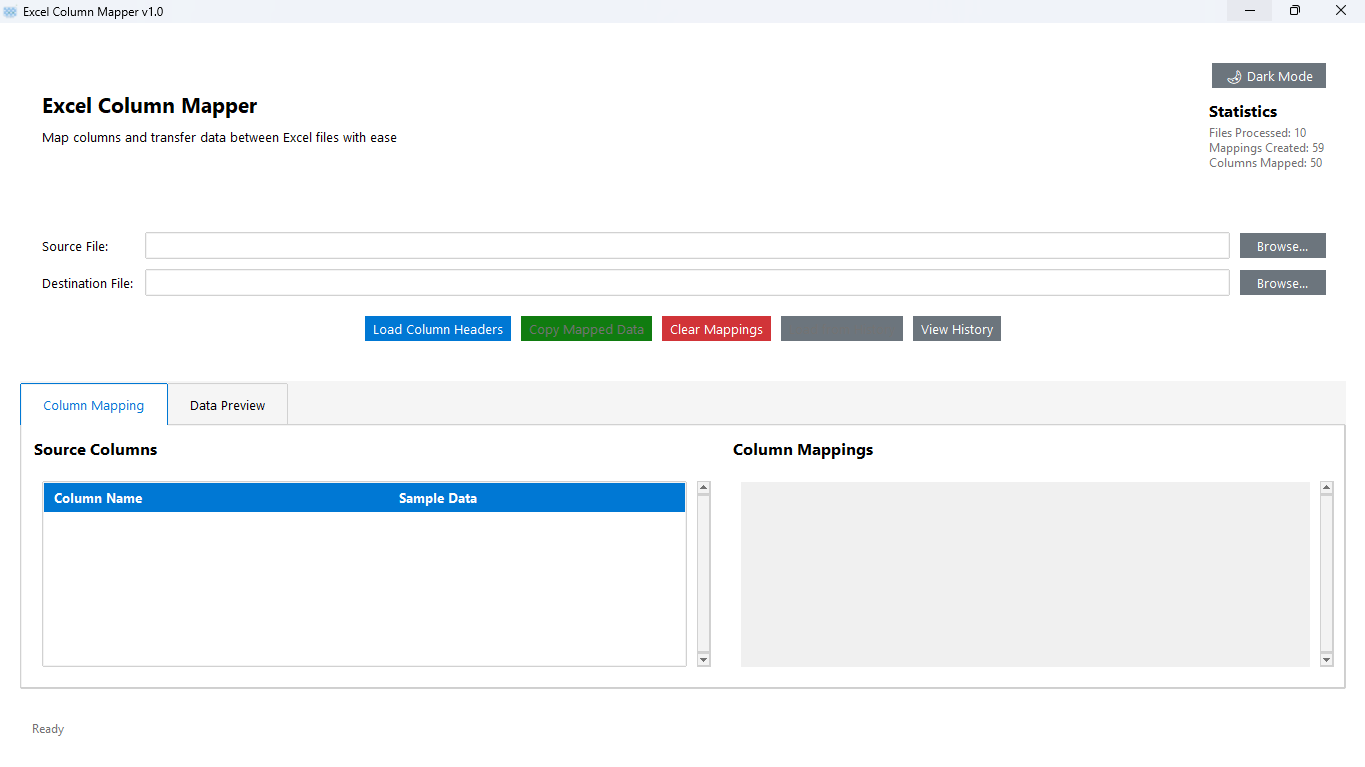 Excel Column Mapper v1.0
Dark Mode
Excel Column Mapper
Map columns and transfer data between Excel files with ease
Statistics
Files Processed: 10
Mappings Created: 59
Columns Mapped: 50
Source File:
Browse...
Destination File:
Browse...
Load Column Headers Copy Mapped Data Clear Mappings View History
Column Mapping Data Preview
Source Columns Column Mappings
Column Name Sample Data
Ready